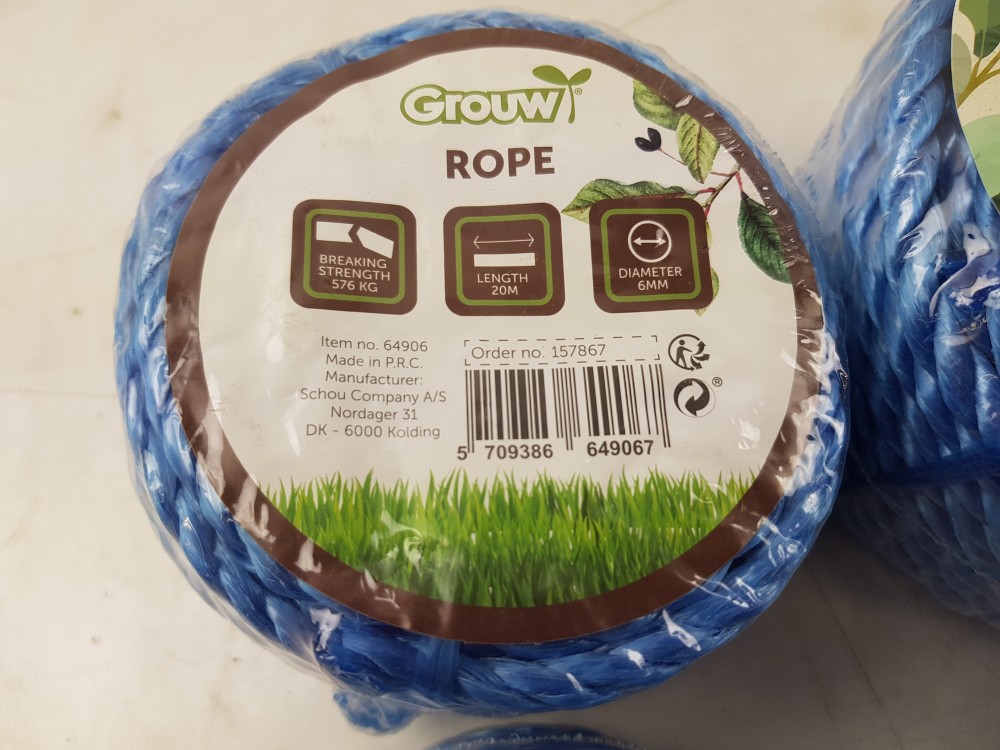 Grouw ®
ROPE
BREAKING
STRENGTH
576 KG
LENGTH
20M
DIAMETER
6MM
Item no. 64906
Made in P.R.C.
Manufacturer:
Schou Company A/S
Nordager 31
DK - 6000 Kolding
Order no. 157867
5 709386 649067
®